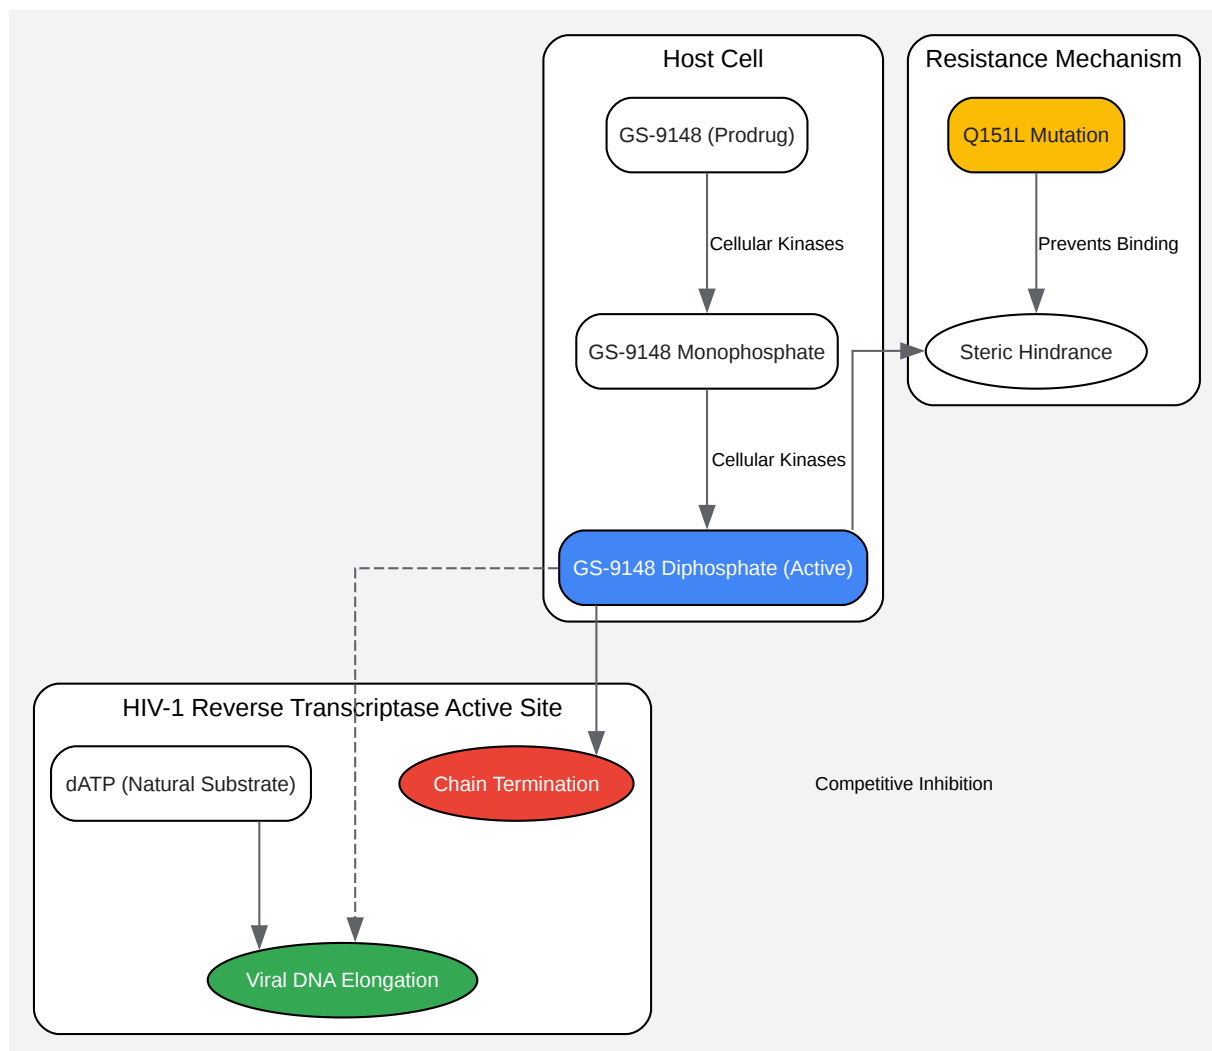 Host Cell
Resistance Mechanism
GS-9148 (Prodrug)
Q151L Mutation
Cellular Kinases
Prevents Binding
GS-9148 Monophosphate
Steric Hindrance
Cellular Kinases
GS-9148 Diphosphate (Active)
HIV-1 Reverse Transcriptase Active Site
dATP (Natural Substrate)
Chain Termination
Competitive Inhibition
Viral DNA Elongation